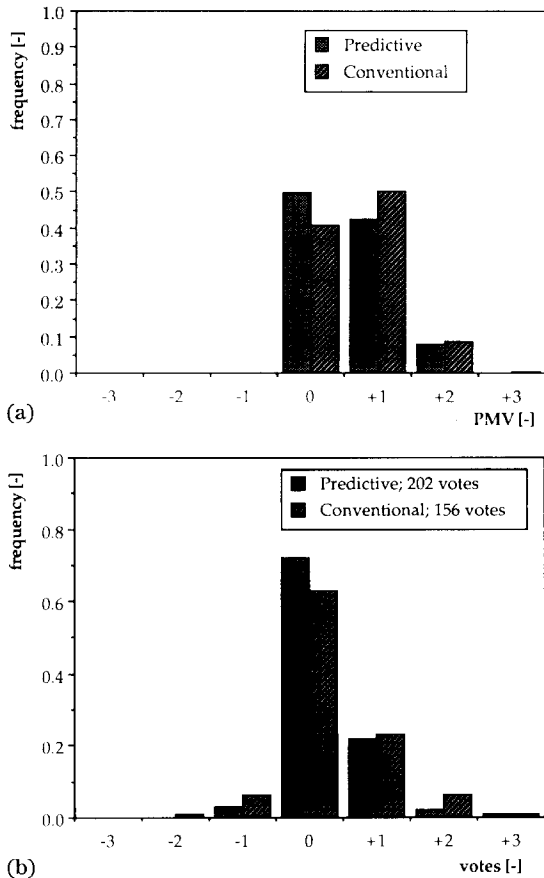 frequency [-]
1.0
0.9
0.8
0.7
0.6
0.5
0.4
0.3
0.2
0.1
0.0
Predictive
Conventional
-3 -2 -1 0 +1 +2 +3
PMV [-]
(a)
frequency [-]
1.0
0.8
0.6
0.4
0.2
0.0
Predictive; 202 votes
Conventional; 156 votes
-3 -2 -1 0 +1 +2 +3
votes [-]
(b)